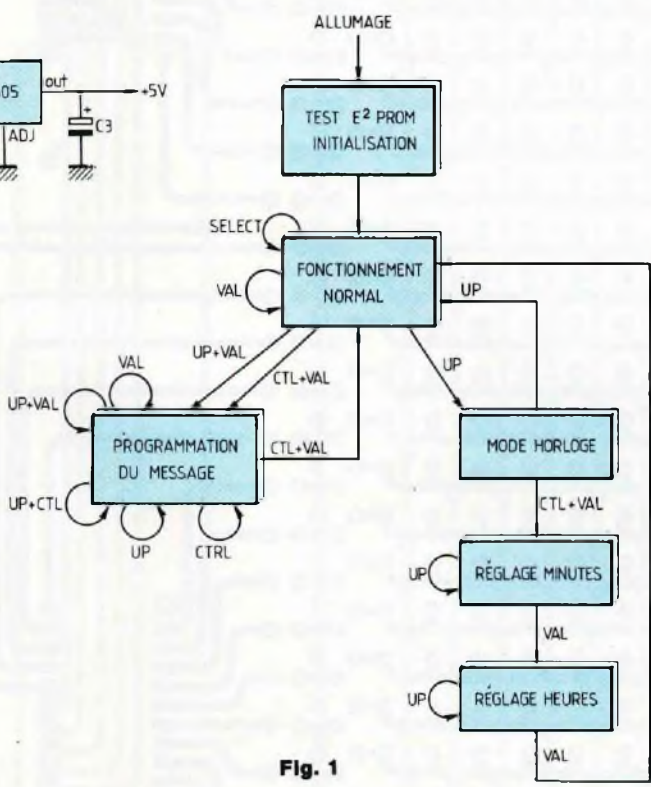 ALLUMAGE
05
out
+5V
+
C3
ADJ
TEST E² PROM
INITIALISATION
SELECT
FONCTIONNEMENT
NORMAL
VAL
UP
UP+VAL
CTL+VAL
UP
VAL
UP+VAL
PROGRAMMATION
DU MESSAGE
CTL+VAL
MODE HORLOGE
UP+CTL
UP
CTRL
CTL+VAL
UP
RÉGLAGE MINUTES
VAL
UP
RÉGLAGE HEURES
VAL
Fig. 1